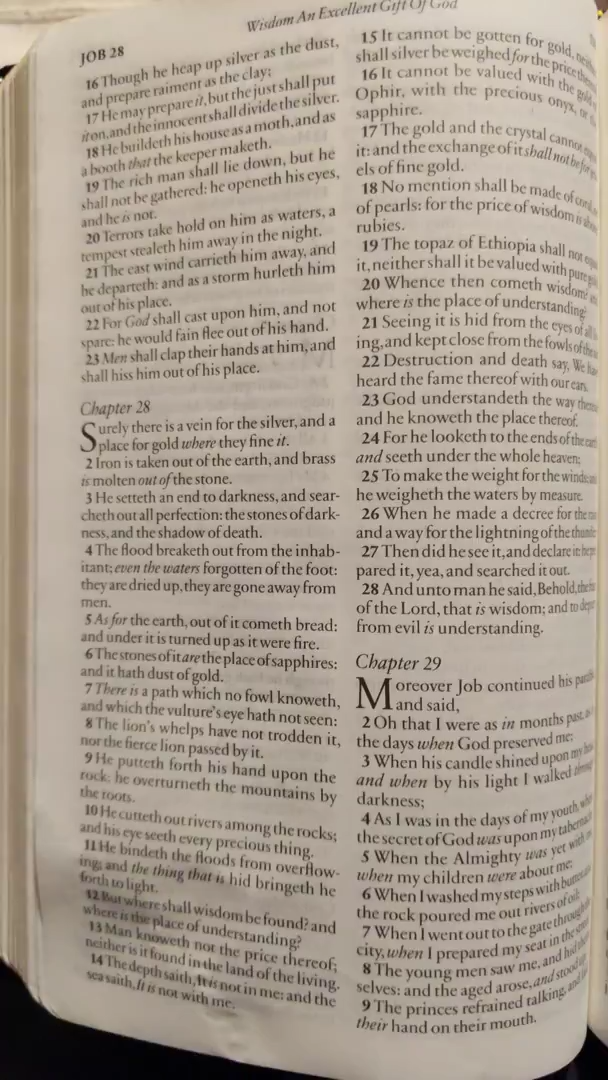 Wisdom An Excellent Gift Of God
JOB 28
16 Though he heap up silver as the dust,
and prepare raiment as the clay;
17 He may prepare it, but the just shall put
it on, and the innocent shall divide the silver.
18 He buildeth his house as a moth, and as
a booth that the keeper maketh.
19 The rich man shall lie down, but he
shall not be gathered: he openeth his eyes,
and he is not.
20 Terrors take hold on him as waters, a
tempest stealeth him away in the night.
21 The east wind carrieth him away, and
he departeth: and as a storm hurleth him
out of his place.
22 For God shall cast upon him, and not
spare: he would fain flee out of his hand.
23 Men shall clap their hands at him, and
shall hiss him out of his place.
Chapter 28
Surely there is a vein for the silver, and a
place for gold where they fine it.
2 Iron is taken out of the earth, and brass
is molten out of the stone.
3 He setteth an end to darkness, and sear-
cheth out all perfection: the stones of dark-
ness, and the shadow of death.
4 The flood breaketh out from the inhab-
itant; even the waters forgotten of the foot:
they are dried up, they are gone away from
men.
5 As for the earth, out of it cometh bread:
and under it is turned up as it were fire.
6 The stones of it are the place of sapphires:
and it hath dust of gold.
7 There is a path which no fowl knoweth,
and which the vulture's eye hath not seen:
8 The lion's whelps have not trodden it,
nor the fierce lion passed by it.
9 He putteth forth his hand upon the
rock; he overturneth the mountains by
the roots.
10 He cutteth out rivers among the rocks;
and his eye seeth every precious thing.
11 He bindeth the floods from overflow-
ing; and the thing that is hid bringeth he
forth to light.
12 But where shall wisdom be found? and
where is the place of understanding?
13 Man knoweth not the price thereof;
neither is it found in the land of the living.
14 The depth saith, It is not in me: and the
sea saith, It is not with me.
15 It cannot be gotten for gold,
shall silver be weighed for the price
16 It cannot be valued with the gold
Ophir, with the precious onyx, or
sapphire.
17 The gold and the crystal cannot
it: and the exchange of it shall not be for
els of fine gold.
18 No mention shall be made of
of pearls: for the price of wisdom is
rubies.
19 The topaz of Ethiopia shall not
it, neither shall it be valued with pure
20 Whence then cometh wisdom?
where is the place of understanding?
21 Seeing it is hid from the eyes of all
ing, and kept close from the fowls of
22 Destruction and death say, We
heard the fame thereof with our ears.
23 God understandeth the way
and he knoweth the place thereof.
24 For he looketh to the ends of the
and seeth under the whole heaven;
25 To make the weight for the winds;
he weigheth the waters by measure.
26 When he made a decree for the
and a way for the lightning of the
27 Then did he see it, and declare it;
pared it, yea, and searched it out.
28 And unto man he said, Behold,
of the Lord, that is wisdom; and to
from evil is understanding.
Chapter 29
Moreover Job continued his
and said,
2 Oh that I were as in months past,
the days when God preserved me;
3 When his candle shined upon my
and when by his light I walked
darkness;
4 As I was in the days of my youth,
the secret of God was upon my
5 When the Almighty was yet with
when my children were about me;
6 When I washed my steps with
the rock poured me out rivers of oil;
7 When I went out to the gate through
city, when I prepared my seat in the
8 The young men saw me, and hid
selves: and the aged arose, and stood
9 The princes refrained talking, and
their hand on their mouth.